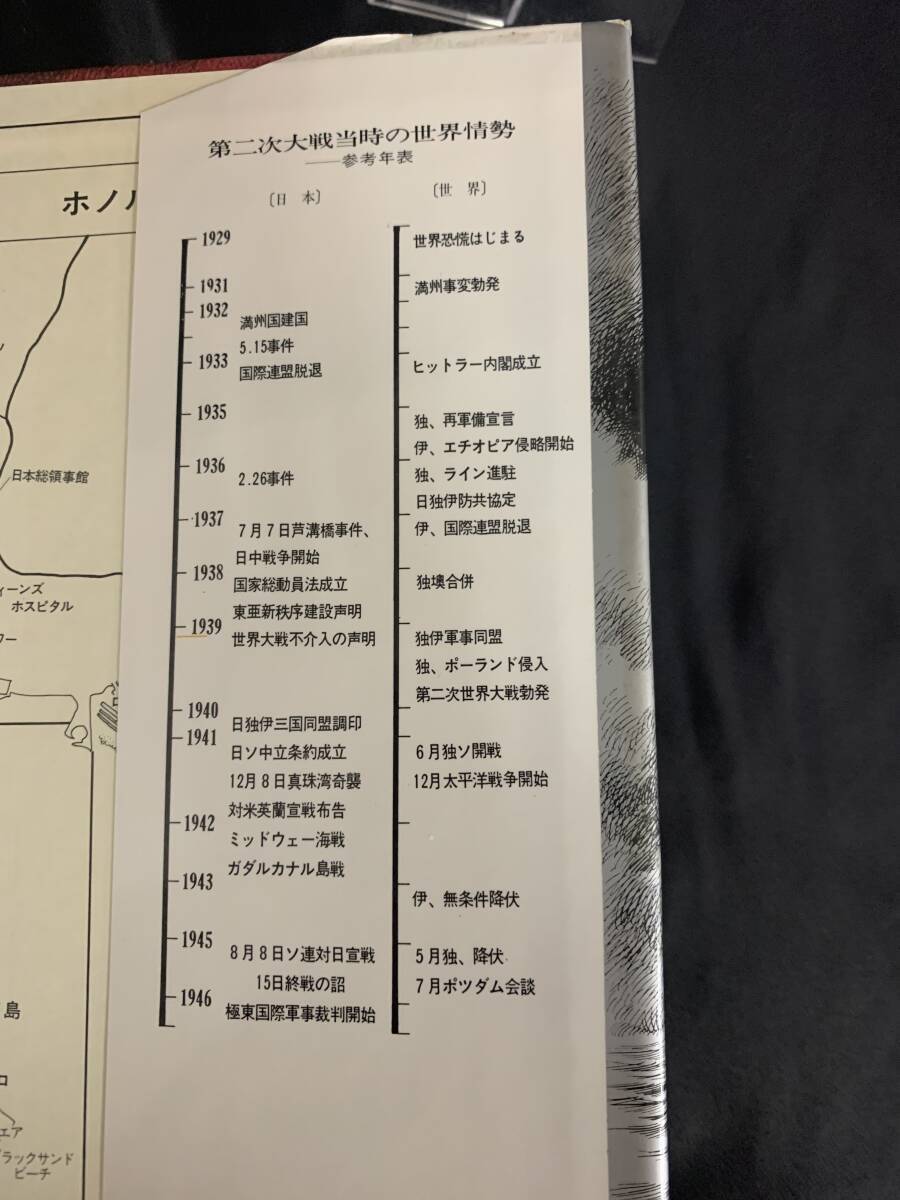 第二次大戦当時の世界情勢
——参考年表
〔日 本〕
〔世 界〕
1929
世界恐慌はじまる
1931
満州事変勃発
1932
満州国建国
5.15事件
1933
国際連盟脱退
ヒットラー内閣成立
1935
独、再軍備宣言
伊、エチオピア侵略開始
1936
2.26事件
独、ライン進駐
日独伊防共協定
1937
7月7日芦溝橋事件、
伊、国際連盟脱退
日中戦争開始
1938
国家総動員法成立
独墺合併
東亜新秩序建設声明
1939
世界大戦不介入の声明
独伊軍事同盟
独、ポーランド侵入
第二次世界大戦勃発
1940
日独伊三国同盟調印
1941
日ソ中立条約成立
6月独ソ開戦
12月8日真珠湾奇襲
12月太平洋戦争開始
対米英蘭宣戦布告
1942
ミッドウェー海戦
ガダルカナル島戦
1943
伊、無条件降伏
1945
8月8日ソ連対日宣戦
5月独、降伏
15日終戦の詔
7月ポツダム会談
1946
極東国際軍事裁判開始
ホノル
日本総領事館
ィーンズ
ホスピタル
ワー
島
ロ
エア
ブラックサンド
ビーチ